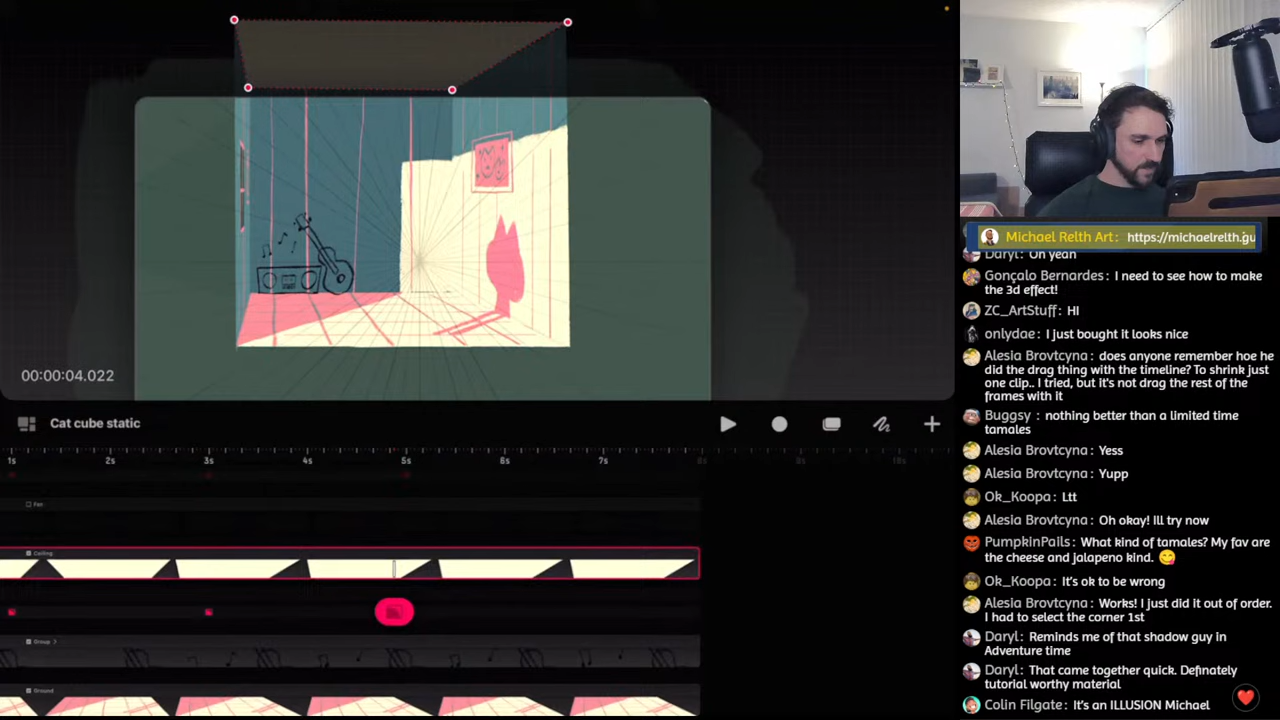 00:00:04.022
Cat cube static
1s 2s 3s 4s 5s 6s 7s 8s 9s 10s
Fan
Ceiling
Group
Ground
Michael Relth Art: https://michaelrelth.gu
Daryl: Oh yeah
Gonçalo Bernardes: I need to see how to make
the 3d effect!
ZC_ArtStuff: HI
onlydae: I just bought it looks nice
Alesia Brovtcyna: does anyone remember hoe he
did the drag thing with the timeline? To shrink just
one clip.. I tried, but it's not drag the rest of the
frames with it
Buggsy: nothing better than a limited time
tamales
Alesia Brovtcyna: Yess
Alesia Brovtcyna: Yupp
Ok_Koopa: Ltt
Alesia Brovtcyna: Oh okay! Ill try now
PumpkinPails: What kind of tamales? My fav are
the cheese and jalapeno kind. 😋
Ok_Koopa: It's ok to be wrong
Alesia Brovtcyna: Works! I just did it out of order.
I had to select the corner 1st
Daryl: Reminds me of that shadow guy in
Adventure time
Daryl: That came together quick. Definately
tutorial worthy material
Colin Filgate: It's an ILLUSION Michael